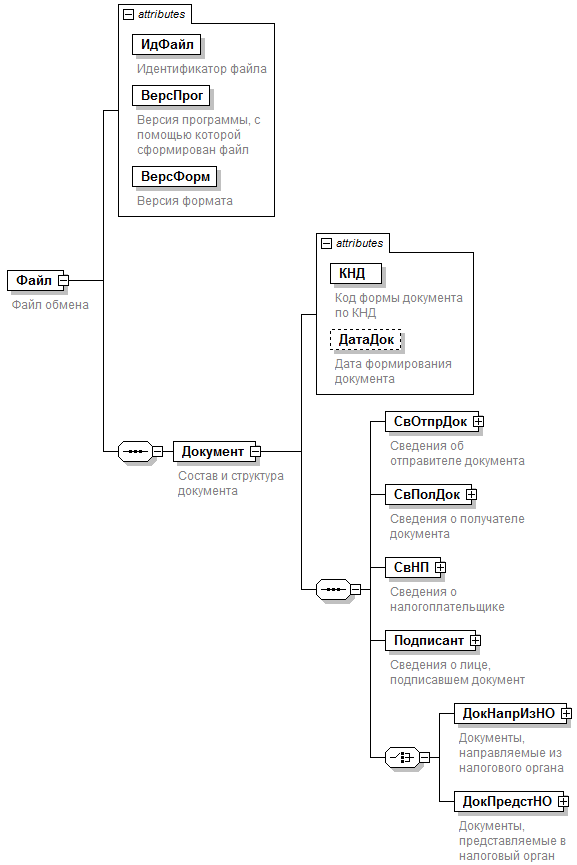 attributes
ИдФайл
Идентификатор файла
ВерсПрог
Версия программы, с
помощью которой
сформирован файл
ВерсФорм
Версия формата
Файл
Файл обмена
attributes
КНД
Код формы документа
по КНД
ДатаДок
Дата формирования
документа
Документ
Состав и структура
документа
СвОтпрДок
Сведения об
отправителе документа
СвПолДок
Сведения о получателе
документа
СвНП
Сведения о
налогоплательщике
Подписант
Сведения о лице,
подписавшем документ
ДокНапрИзНО
Документы,
направляемые из
налогового органа
ДокПредстНО
Документы,
представляемые в
налоговый орган